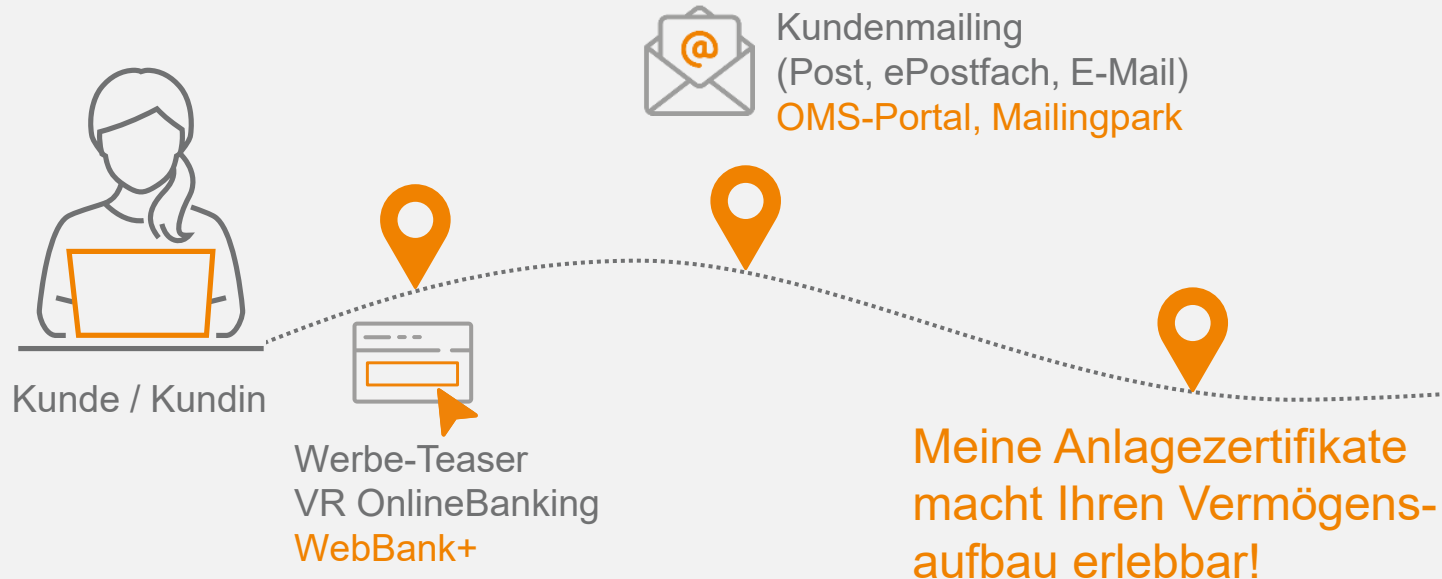 Kunde / Kundin
Werbe-Teaser
VR OnlineBanking
WebBank+
@
Kundenmailing
(Post, ePostfach, E-Mail)
OMS-Portal, Mailingpark
Meine Anlagezertifikate
macht Ihren Vermögens-
aufbau erlebbar!